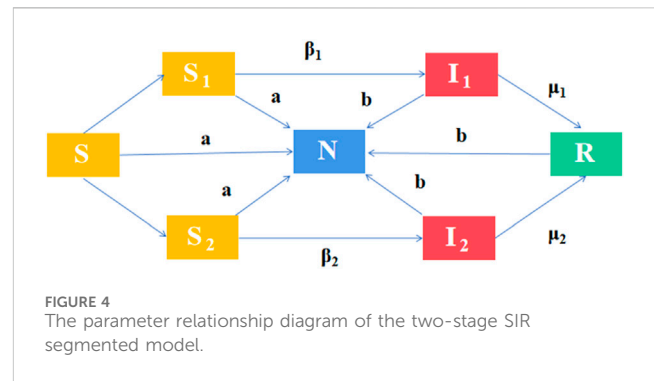 β₁
S₁
I₁
a
b
μ₁
S
a
N
b
R
a
b
S₂
I₂
β₂
μ₂
FIGURE 4
The parameter relationship diagram of the two-stage SIR
segmented model.